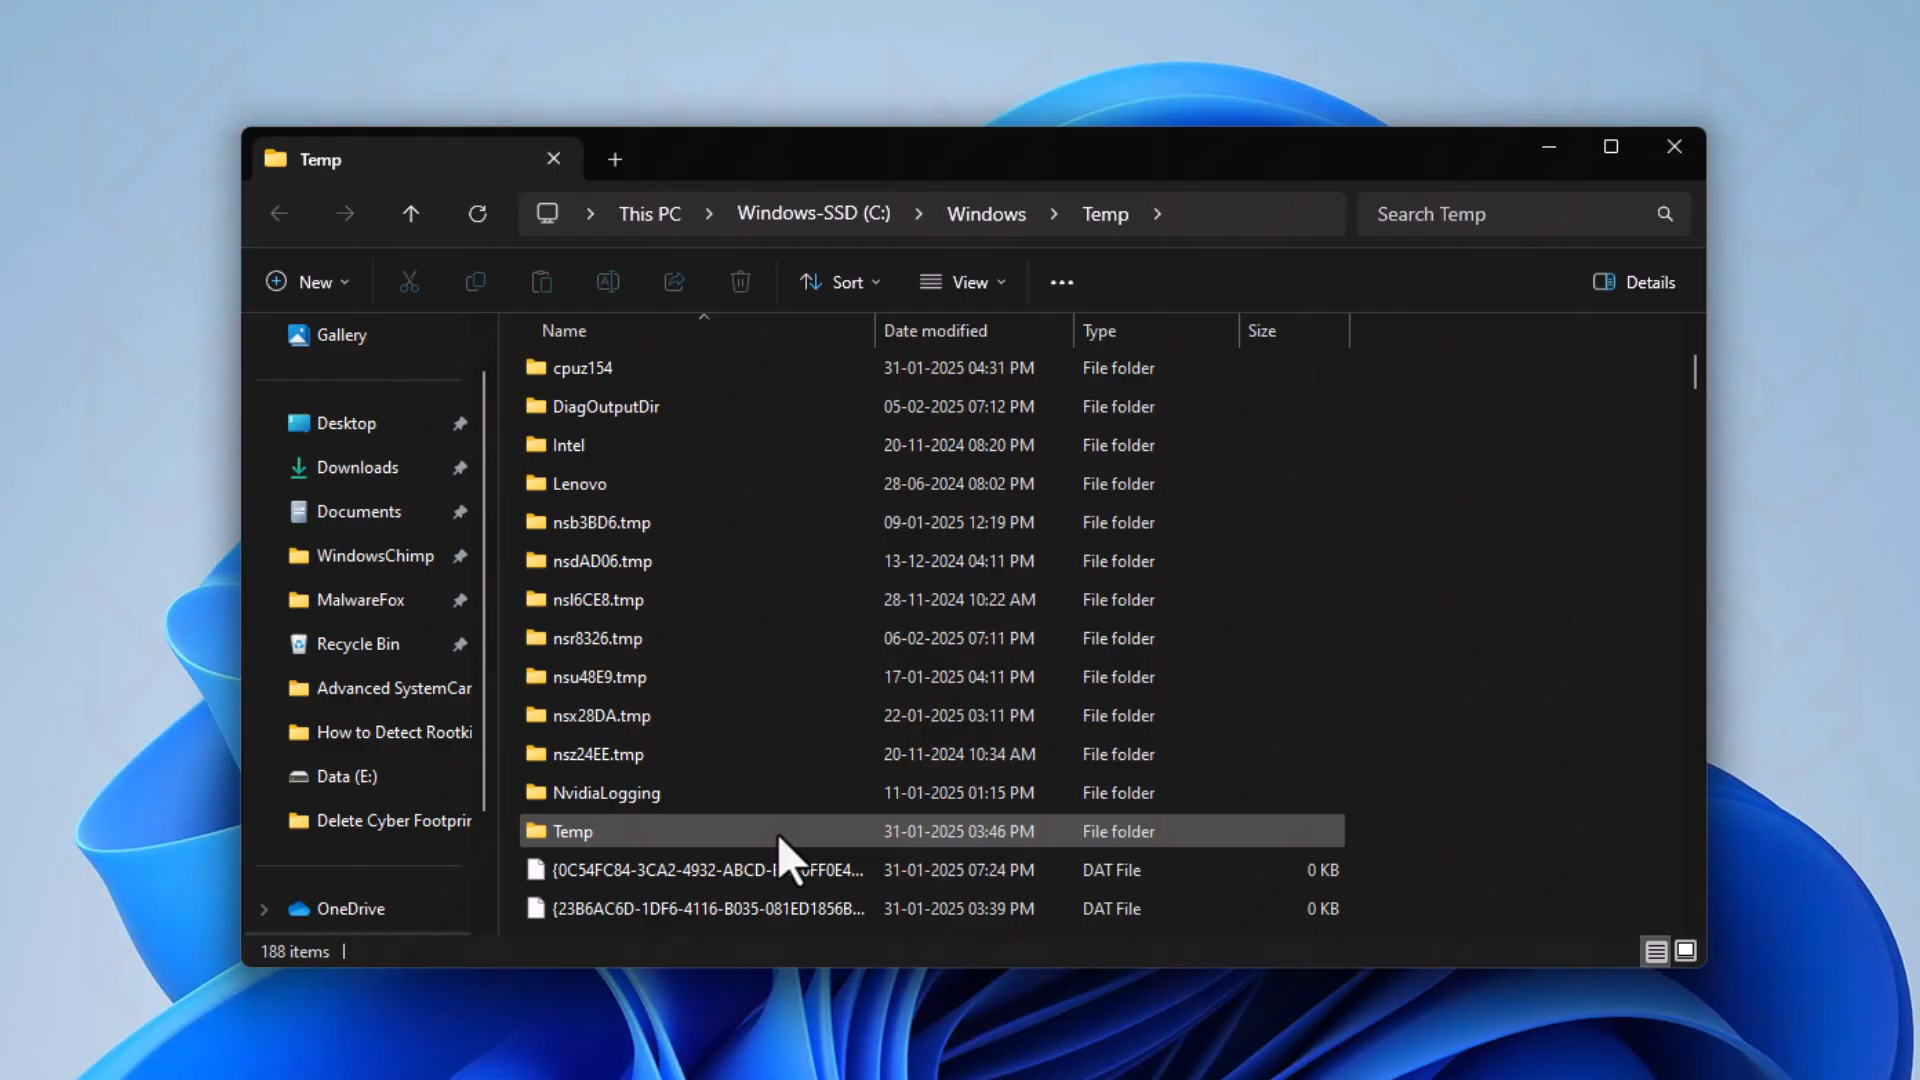 Temp
This PC > Windows-SSD (C:) > Windows > Temp >
Search Temp
New
Sort
View
Details
Gallery
Desktop
Downloads
Documents
WindowsChimp
MalwareFox
Recycle Bin
Advanced SystemCar
How to Detect Rootki
Data (E:)
Delete Cyber Footprin
OneDrive
Name Date modified Type Size
cpuz154 31-01-2025 04:31 PM File folder
DiagOutputDir 05-02-2025 07:12 PM File folder
Intel 20-11-2024 08:20 PM File folder
Lenovo 28-06-2024 08:02 PM File folder
nsb3BD6.tmp 09-01-2025 12:19 PM File folder
nsdAD06.tmp 13-12-2024 04:11 PM File folder
nsl6CE8.tmp 28-11-2024 10:22 AM File folder
nsr8326.tmp 06-02-2025 07:11 PM File folder
nsu48E9.tmp 17-01-2025 04:11 PM File folder
nsx28DA.tmp 22-01-2025 03:11 PM File folder
nsz24EE.tmp 20-11-2024 10:34 AM File folder
NvidiaLogging 11-01-2025 01:15 PM File folder
Temp 31-01-2025 03:46 PM File folder
31-01-2025 07:24 PM DAT File 0 KB
{23B6AC6D-1DF6-4116-B035-081ED1856B... 31-01-2025 03:39 PM DAT File 0 KB
188 items